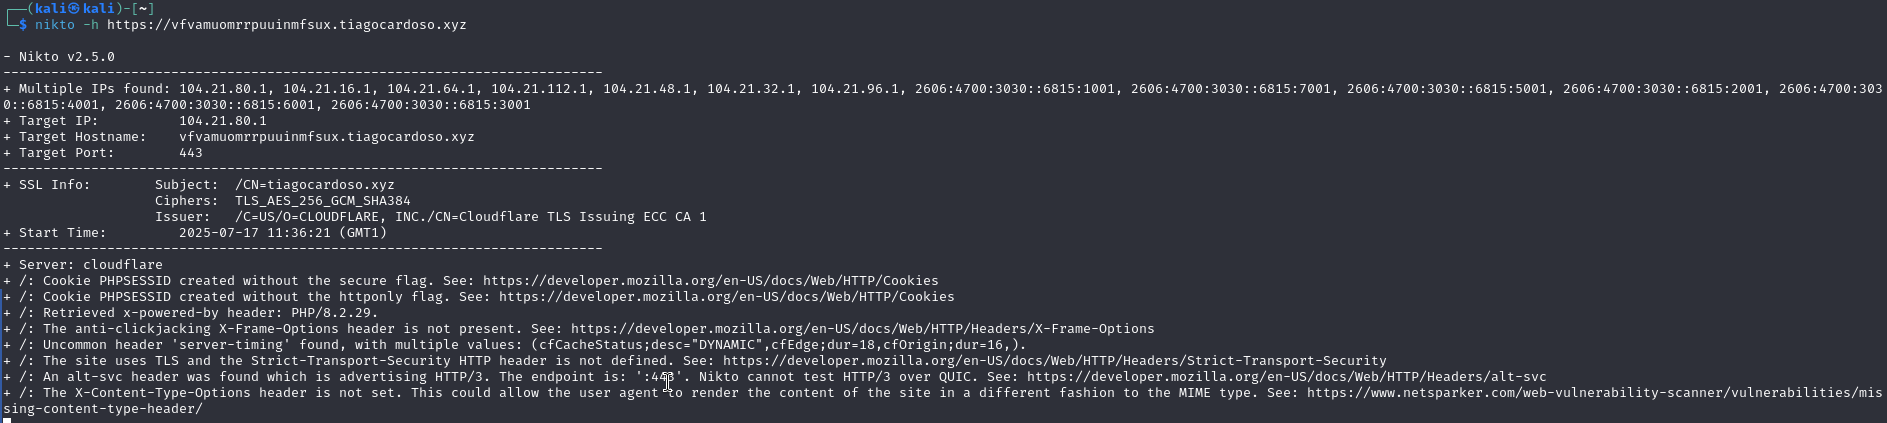 ┌──(kali㉿kali)-[~]
└─$ nikto -h https://vfvamuomrrpuuinmfsux.tiagocardoso.xyz
- Nikto v2.5.0
---------------------------------------------------------------------------
+ Multiple IPs found: 104.21.80.1, 104.21.16.1, 104.21.64.1, 104.21.112.1, 104.21.48.1, 104.21.32.1, 104.21.96.1, 2606:4700:3030::6815:1001, 2606:4700:3030::6815:7001, 2606:4700:3030::6815:5001, 2606:4700:3030::6815:2001, 2606:4700:303
0::6815:4001, 2606:4700:3030::6815:6001, 2606:4700:3030::6815:3001
+ Target IP:          104.21.80.1
+ Target Hostname:    vfvamuomrrpuuinmfsux.tiagocardoso.xyz
+ Target Port:        443
---------------------------------------------------------------------------
+ SSL Info:        Subject:  /CN=tiagocardoso.xyz
                   Ciphers:  TLS_AES_256_GCM_SHA384
                   Issuer:   /C=US/O=CLOUDFLARE, INC./CN=Cloudflare TLS Issuing ECC CA 1
+ Start Time:         2025-07-17 11:36:21 (GMT1)
---------------------------------------------------------------------------
+ Server: cloudflare
+ /: Cookie PHPSESSID created without the secure flag. See: https://developer.mozilla.org/en-US/docs/Web/HTTP/Cookies
+ /: Cookie PHPSESSID created without the httponly flag. See: https://developer.mozilla.org/en-US/docs/Web/HTTP/Cookies
+ /: Retrieved x-powered-by header: PHP/8.2.29.
+ /: The anti-clickjacking X-Frame-Options header is not present. See: https://developer.mozilla.org/en-US/docs/Web/HTTP/Headers/X-Frame-Options
+ /: Uncommon header 'server-timing' found, with multiple values: (cfCacheStatus;desc="DYNAMIC",cfEdge;dur=18,cfOrigin;dur=16,).
+ /: The site uses TLS and the Strict-Transport-Security HTTP header is not defined. See: https://developer.mozilla.org/en-US/docs/Web/HTTP/Headers/Strict-Transport-Security
+ /: An alt-svc header was found which is advertising HTTP/3. The endpoint is: ':443'. Nikto cannot test HTTP/3 over QUIC. See: https://developer.mozilla.org/en-US/docs/Web/HTTP/Headers/alt-svc
+ /: The X-Content-Type-Options header is not set. This could allow the user agent to render the content of the site in a different fashion to the MIME type. See: https://www.netsparker.com/web-vulnerability-scanner/vulnerabilities/mis
sing-content-type-header/